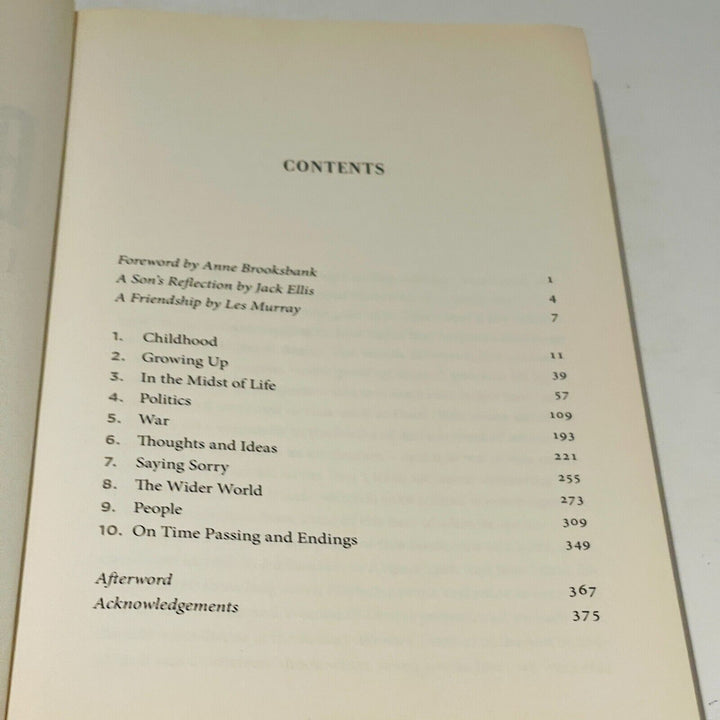 CONTENTS
Foreword by Anne Brooksbank 1
A Son's Reflection by Jack Ellis 4
A Friendship by Les Murray 7
1. Childhood 11
2. Growing Up 39
3. In the Midst of Life 57
4. Politics 109
5. War 193
6. Thoughts and Ideas 221
7. Saying Sorry 255
8. The Wider World 273
9. People 309
10. On Time Passing and Endings 349
Afterword 367
Acknowledgements 375